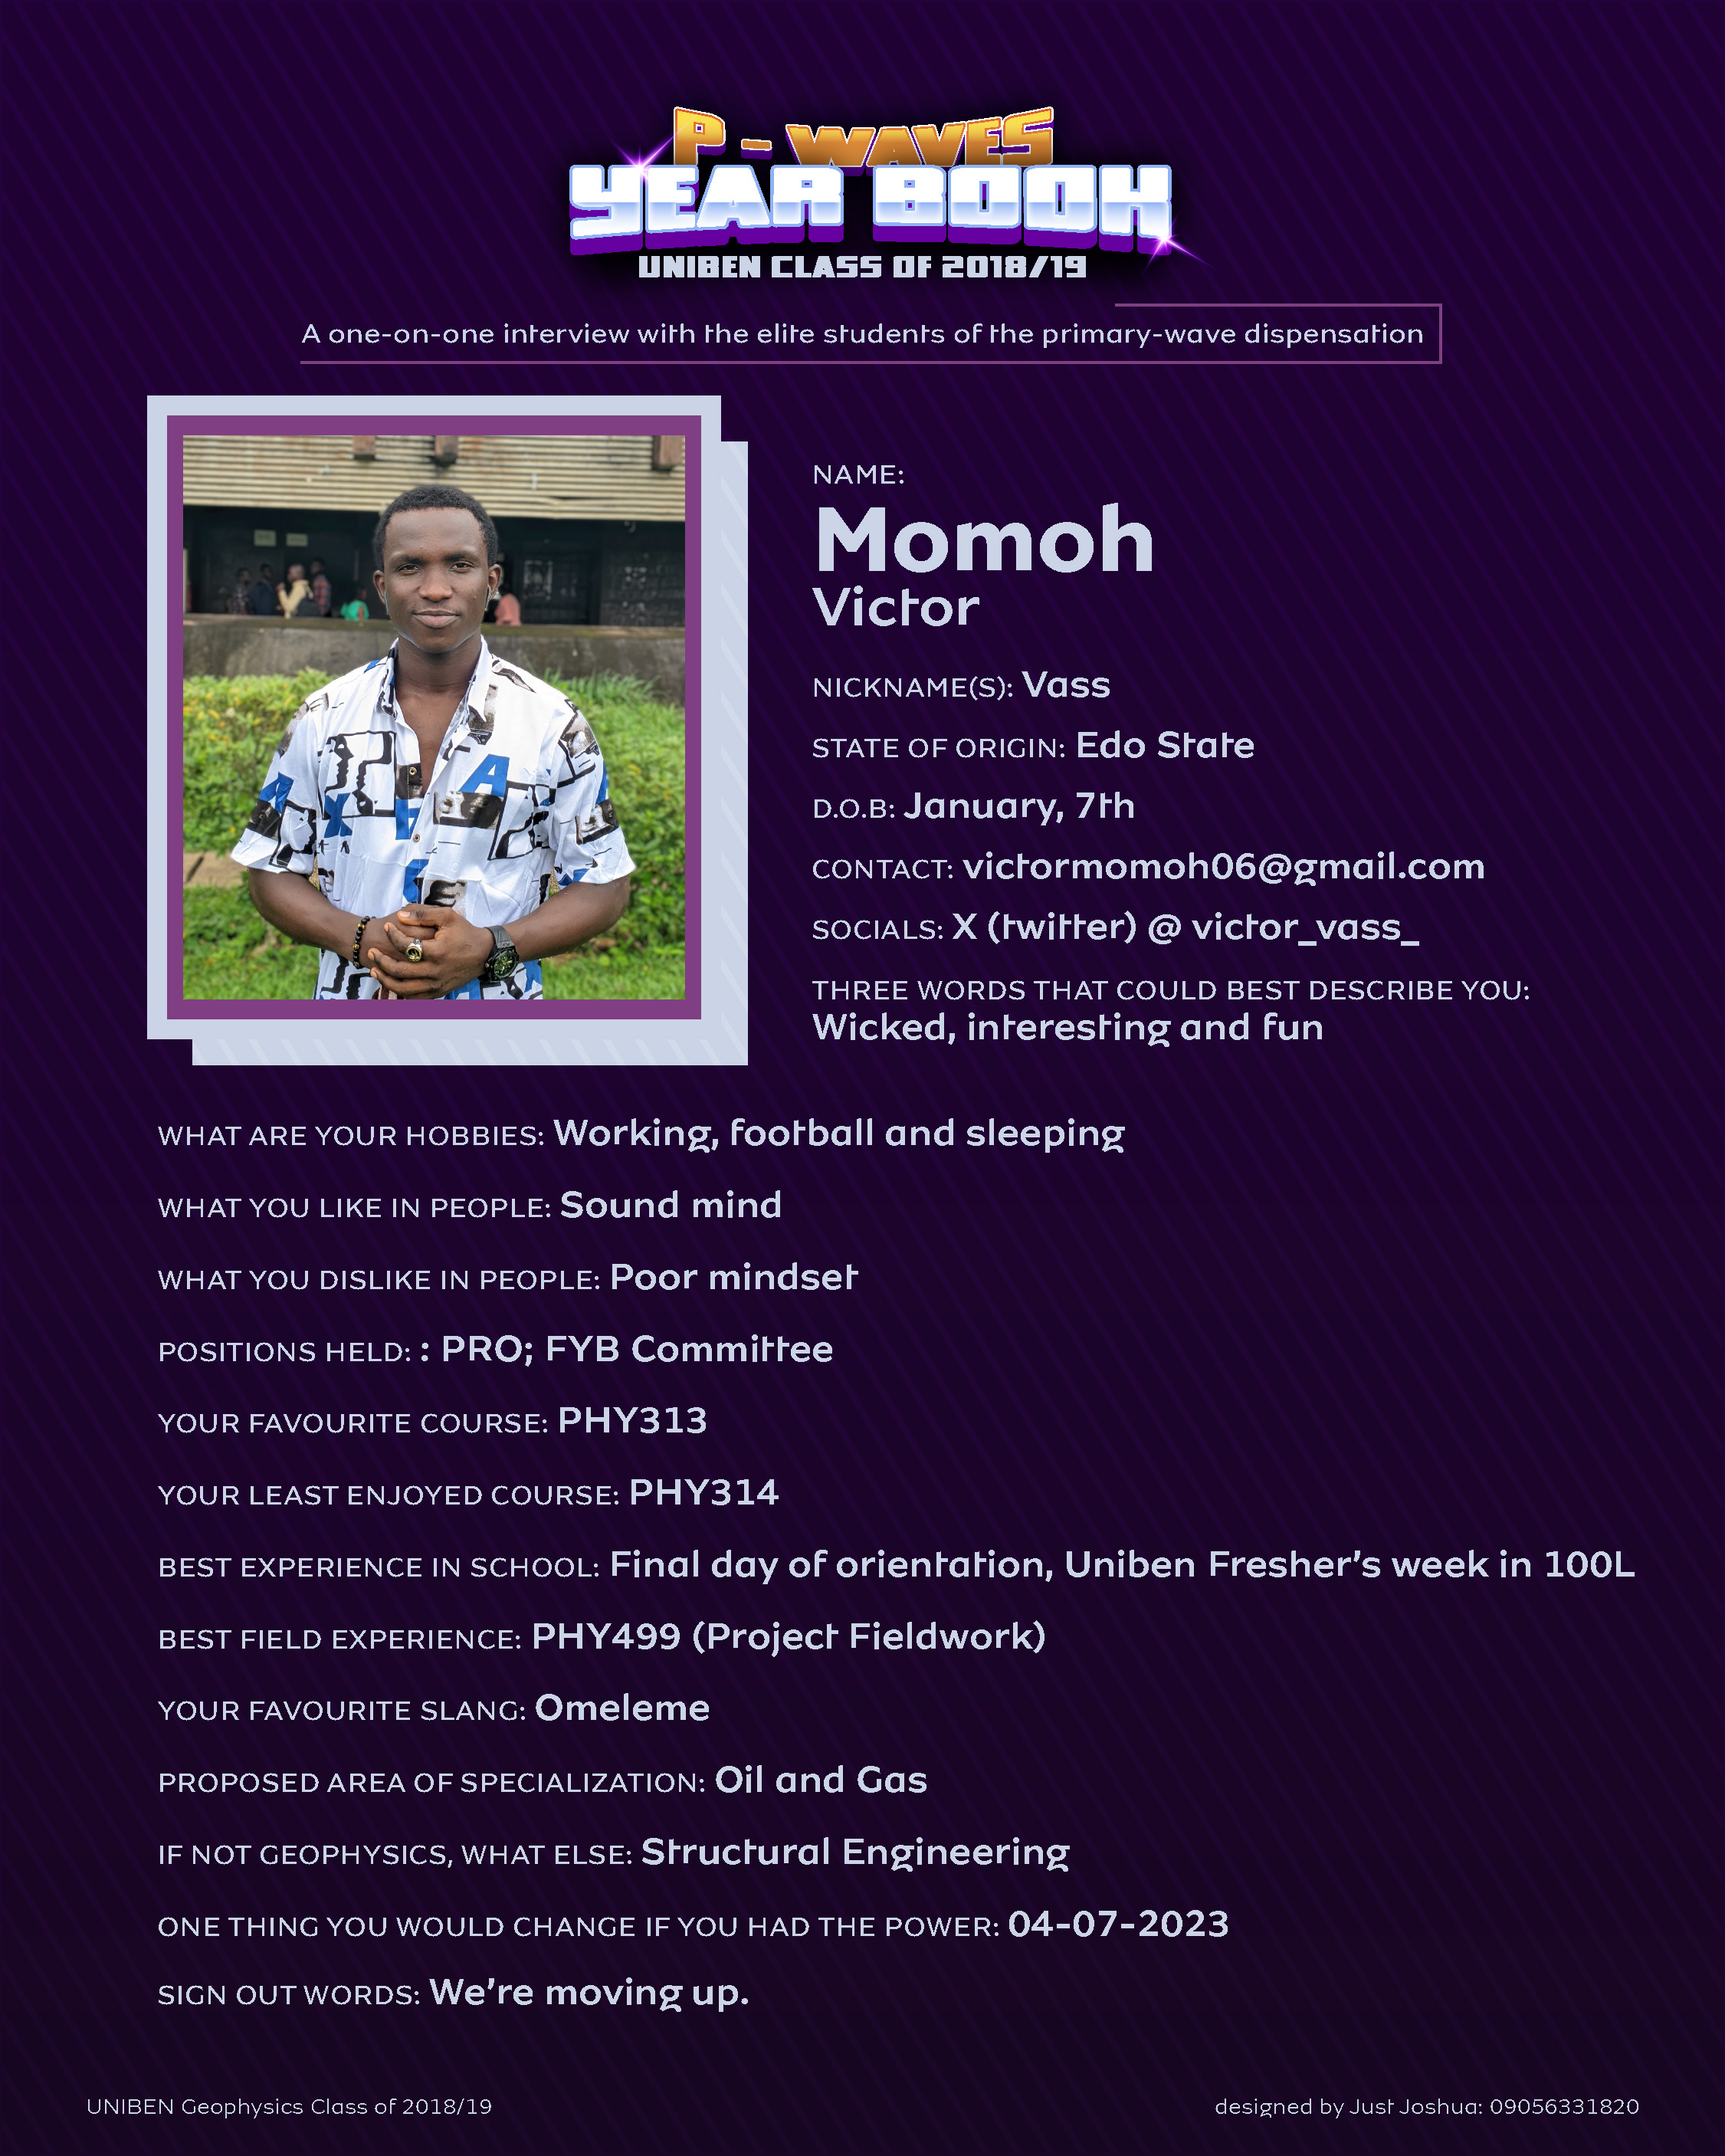 P - WAVES
YEAR BOOK
UNIBEN CLASS OF 2018/19
A one-on-one interview with the elite students of the primary-wave dispensation
NAME:
Momoh
Victor
NICKNAME(S): Vass
STATE OF ORIGIN: Edo State
D.O.B: January, 7th
CONTACT: victormomoh06@gmail.com
SOCIALS: X (twitter) @ victor_vass_
THREE WORDS THAT COULD BEST DESCRIBE YOU:
Wicked, interesting and fun
WHAT ARE YOUR HOBBIES: Working, football and sleeping
WHAT YOU LIKE IN PEOPLE: Sound mind
WHAT YOU DISLIKE IN PEOPLE: Poor mindset
POSITIONS HELD: : PRO; FYB Committee
YOUR FAVOURITE COURSE: PHY313
YOUR LEAST ENJOYED COURSE: PHY314
BEST EXPERIENCE IN SCHOOL: Final day of orientation, Uniben Fresher's week in 100L
BEST FIELD EXPERIENCE: PHY499 (Project Fieldwork)
YOUR FAVOURITE SLANG: Omeleme
PROPOSED AREA OF SPECIALIZATION: Oil and Gas
IF NOT GEOPHYSICS, WHAT ELSE: Structural Engineering
ONE THING YOU WOULD CHANGE IF YOU HAD THE POWER: 04-07-2023
SIGN OUT WORDS: We're moving up.
UNIBEN Geophysics Class of 2018/19
designed by Just Joshua: 09056331820